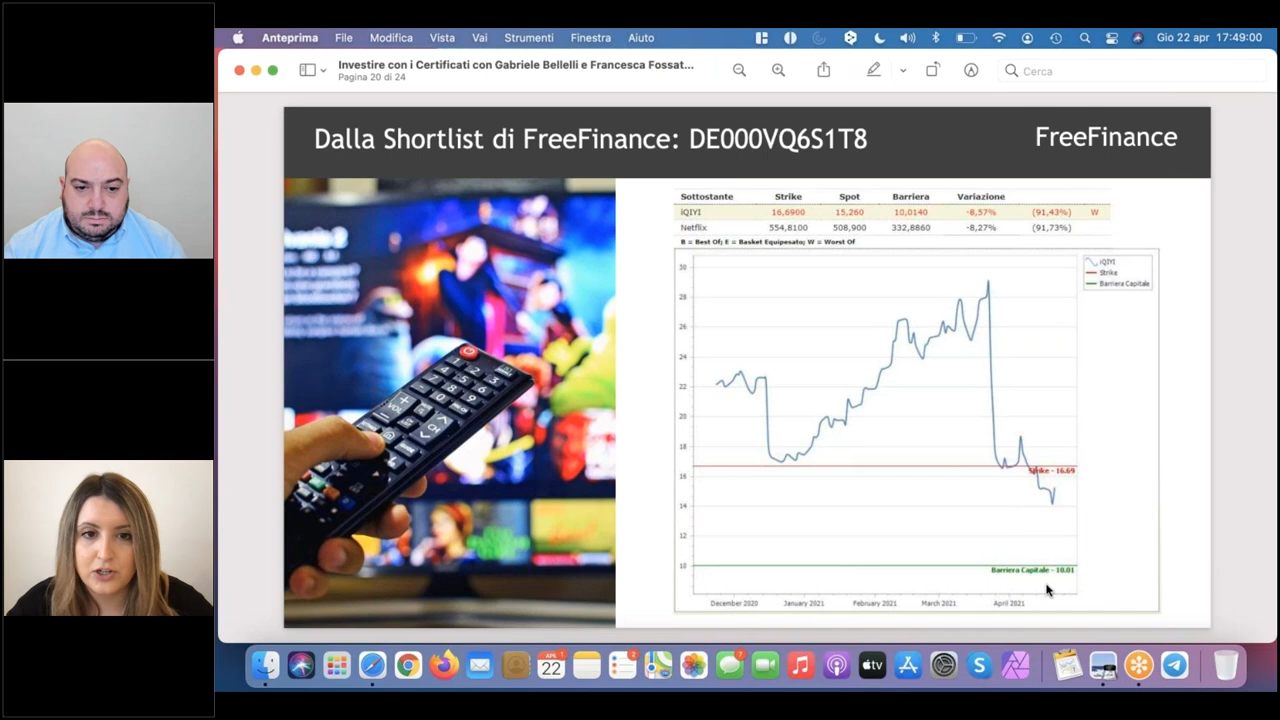 Anteprima File Modifica Vista Vai Strumenti Finestra Aiuto Gio 22 apr 17:49:00
Investire con i Certificati con Gabriele Bellelli e Francesca Fossat...
Pagina 20 di 24
Cerca
Dalla Shortlist di FreeFinance: DE000VQ6S1T8
FreeFinance
Sottostante Strike Spot Barriera Variazione
iQIYI 16,6900 15,260 10,0140 -8,57% (91,43%) W
Netflix 554,8100 508,900 332,8860 -8,27% (91,73%)
B = Best Of; E = Basket Equipesato; W = Worst Of
iQIYI
Strike
Barriera Capitale
30
28
26
24
22
20
18
16
14
12
10
Strike - 16.69
Barriera Capitale - 10.01
December 2020 January 2021 February 2021 March 2021 April 2021
VOL
CH
APR
22
tv